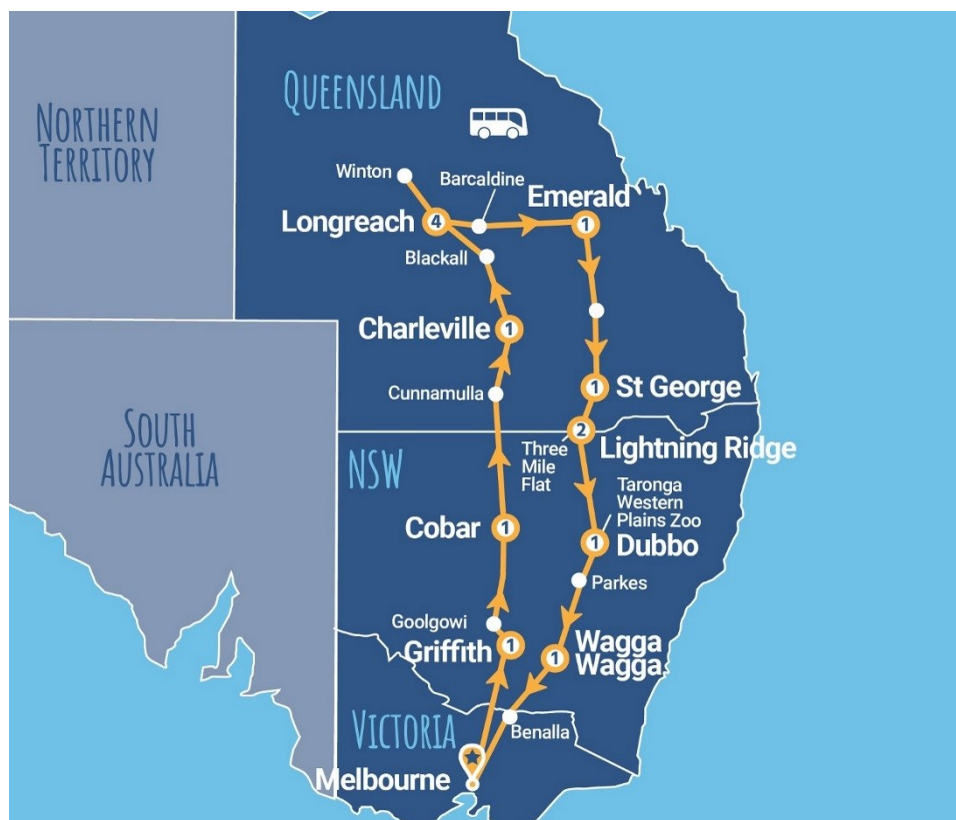 QUEENSLAND
NORTHERN
TERRITORY
Winton
Barcaldine
Emerald
1
Longreach
4
Blackall
Charleville
1
Cunnamulla
1
St George
SOUTH
AUSTRALIA
NSW
2
Three
Mile
Flat
Lightning Ridge
Taronga
Western
Plains Zoo
Cobar
1
1
Dubbo
Parkes
Goolgowi
Griffith
1
1
Wagga
Wagga
VICTORIA
Benalla
Melbourne